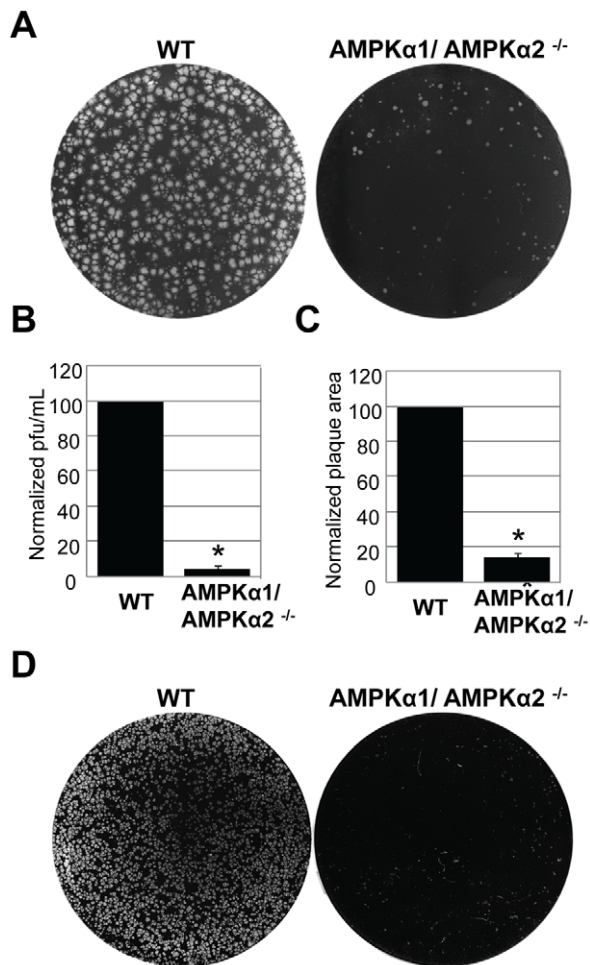 A
WT
AMPKα1/ AMPKα2 -/-
B
Normalized pfu/mL
120
100
80
60
40
20
0
*
WT
AMPKα1/
AMPKα2 -/-
C
Normalized plaque area
120
100
80
60
40
20
0
*
WT
AMPKα1/
AMPKα2 -/-
D
WT
AMPKα1/ AMPKα2 -/-